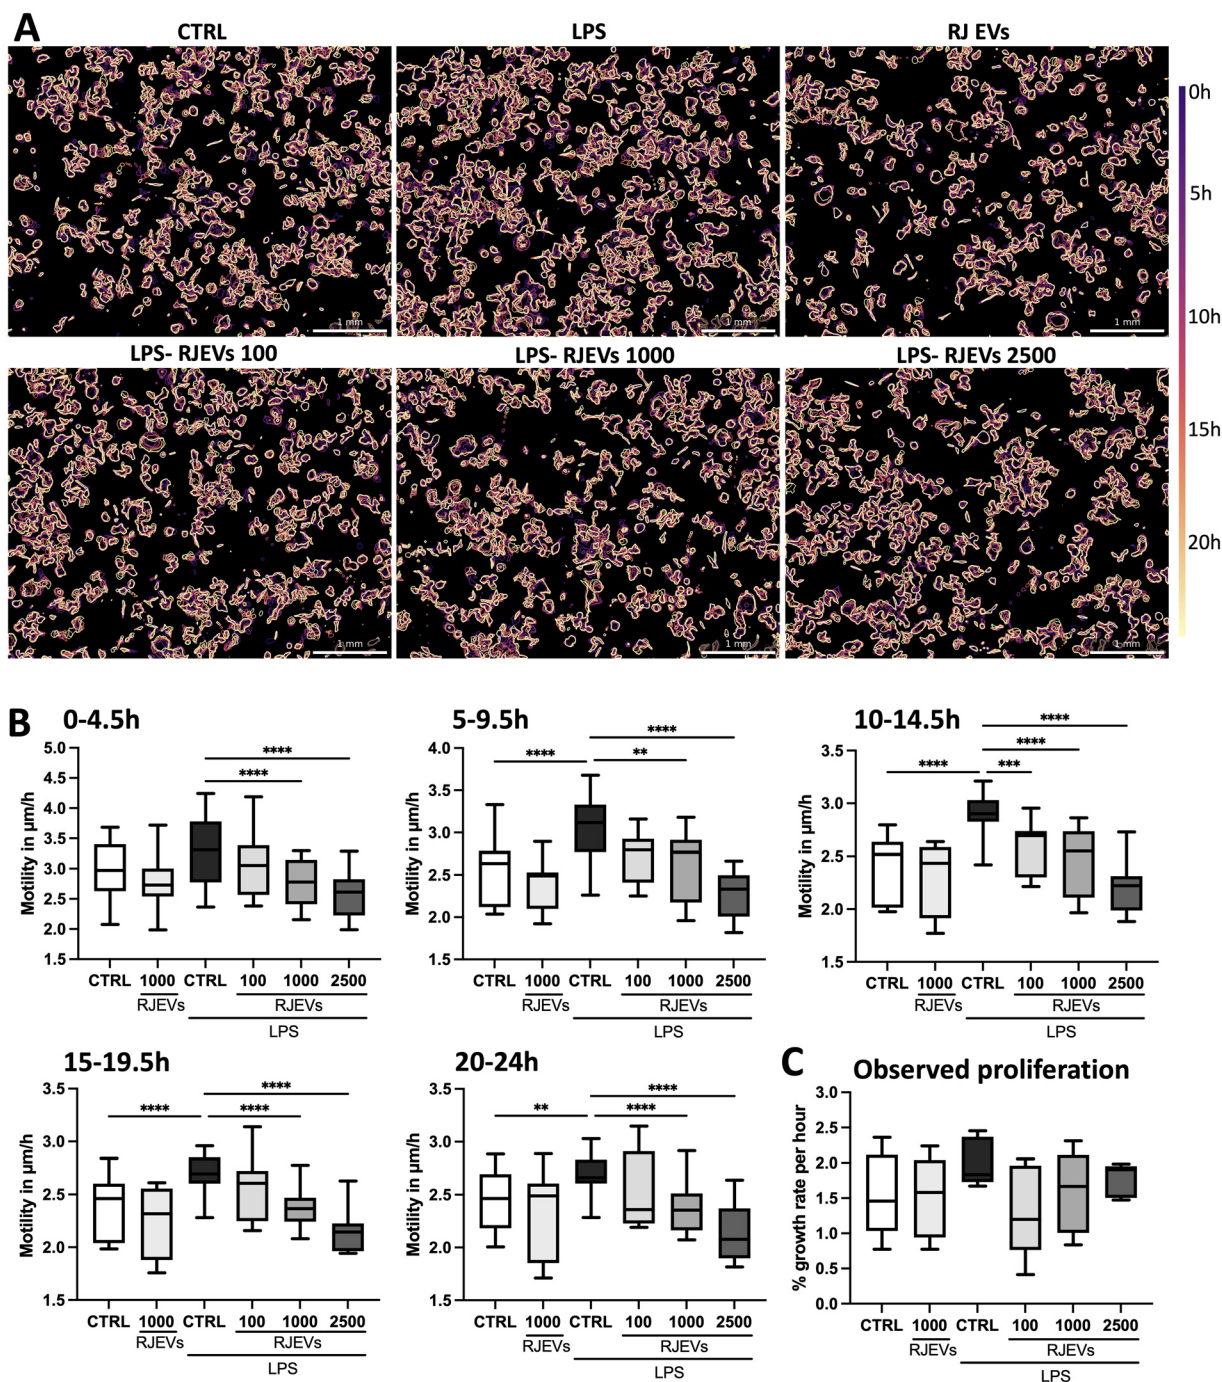 A
CTRL
LPS
RJ EVs
0h
5h
10h
15h
20h
1 mm
1 mm
1 mm
LPS- RJEVs 100
LPS- RJEVs 1000
LPS- RJEVs 2500
1 mm
1 mm
1 mm
B
0-4.5h
Motility in µm/h
5.0
4.5
4.0
3.5
3.0
2.5
2.0
1.5
****
****
CTRL 1000 CTRL 100 1000 2500
RJEVs RJEVs
LPS
5-9.5h
Motility in µm/h
4.0
3.5
3.0
2.5
2.0
1.5
****
**** **
CTRL 1000 CTRL 100 1000 2500
RJEVs RJEVs
LPS
10-14.5h
Motility in µm/h
3.5
3.0
2.5
2.0
1.5
****
****
**** ***
CTRL 1000 CTRL 100 1000 2500
RJEVs RJEVs
LPS
15-19.5h
Motility in µm/h
3.5
3.0
2.5
2.0
1.5
****
**** ****
CTRL 1000 CTRL 100 1000 2500
RJEVs RJEVs
LPS
20-24h
Motility in µm/h
3.5
3.0
2.5
2.0
1.5
****
** ****
CTRL 1000 CTRL 100 1000 2500
RJEVs RJEVs
LPS
C
Observed proliferation
% growth rate per hour
3.0
2.5
2.0
1.5
1.0
0.5
0.0
CTRL 1000 CTRL 100 1000 2500
RJEVs RJEVs
LPS